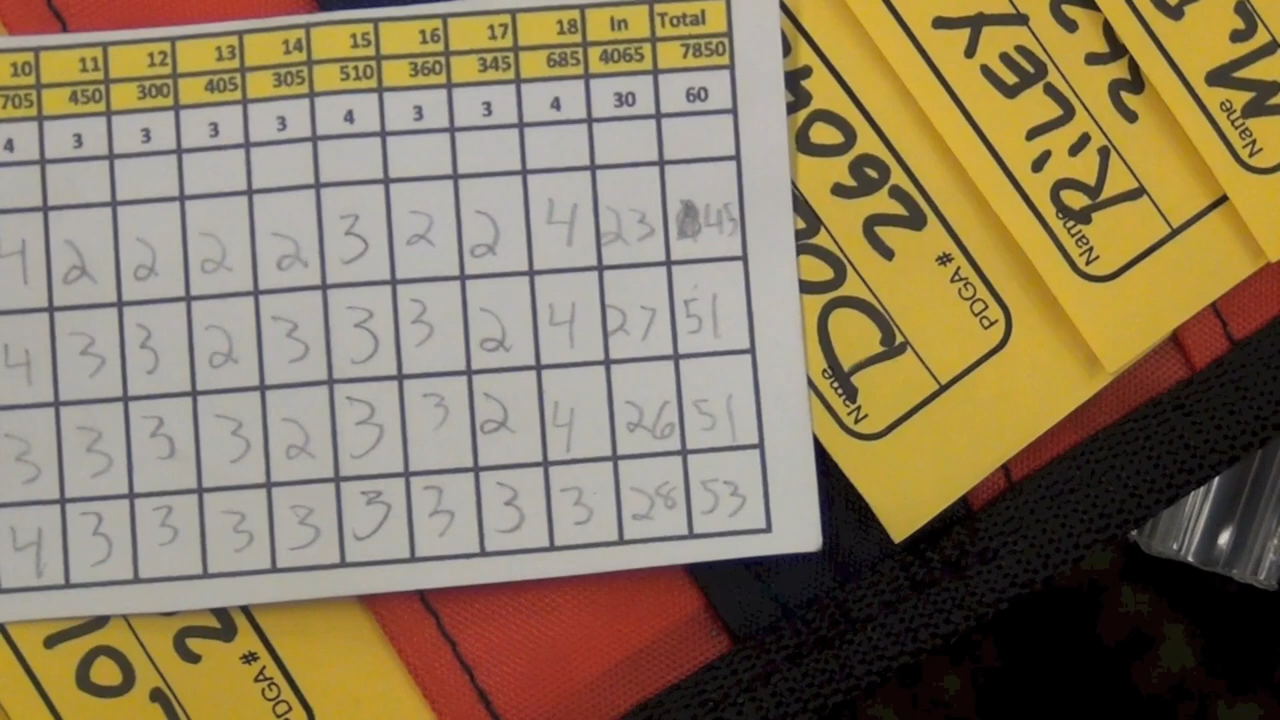 10 11 12 13 14 15 16 17 18 In Total
705 450 300 405 305 510 360 345 685 4065 7850
4 3 3 3 3 4 3 3 4 30 60
4 2 2 2 2 3 2 2 4 23 45
4 3 3 2 3 3 3 2 4 27 51
3 3 3 3 2 3 3 2 4 26 51
4 3 3 3 3 3 3 3 3 28 53
2604
PDGA#
Name
RiLEY
262
Name
Name
PDGA#